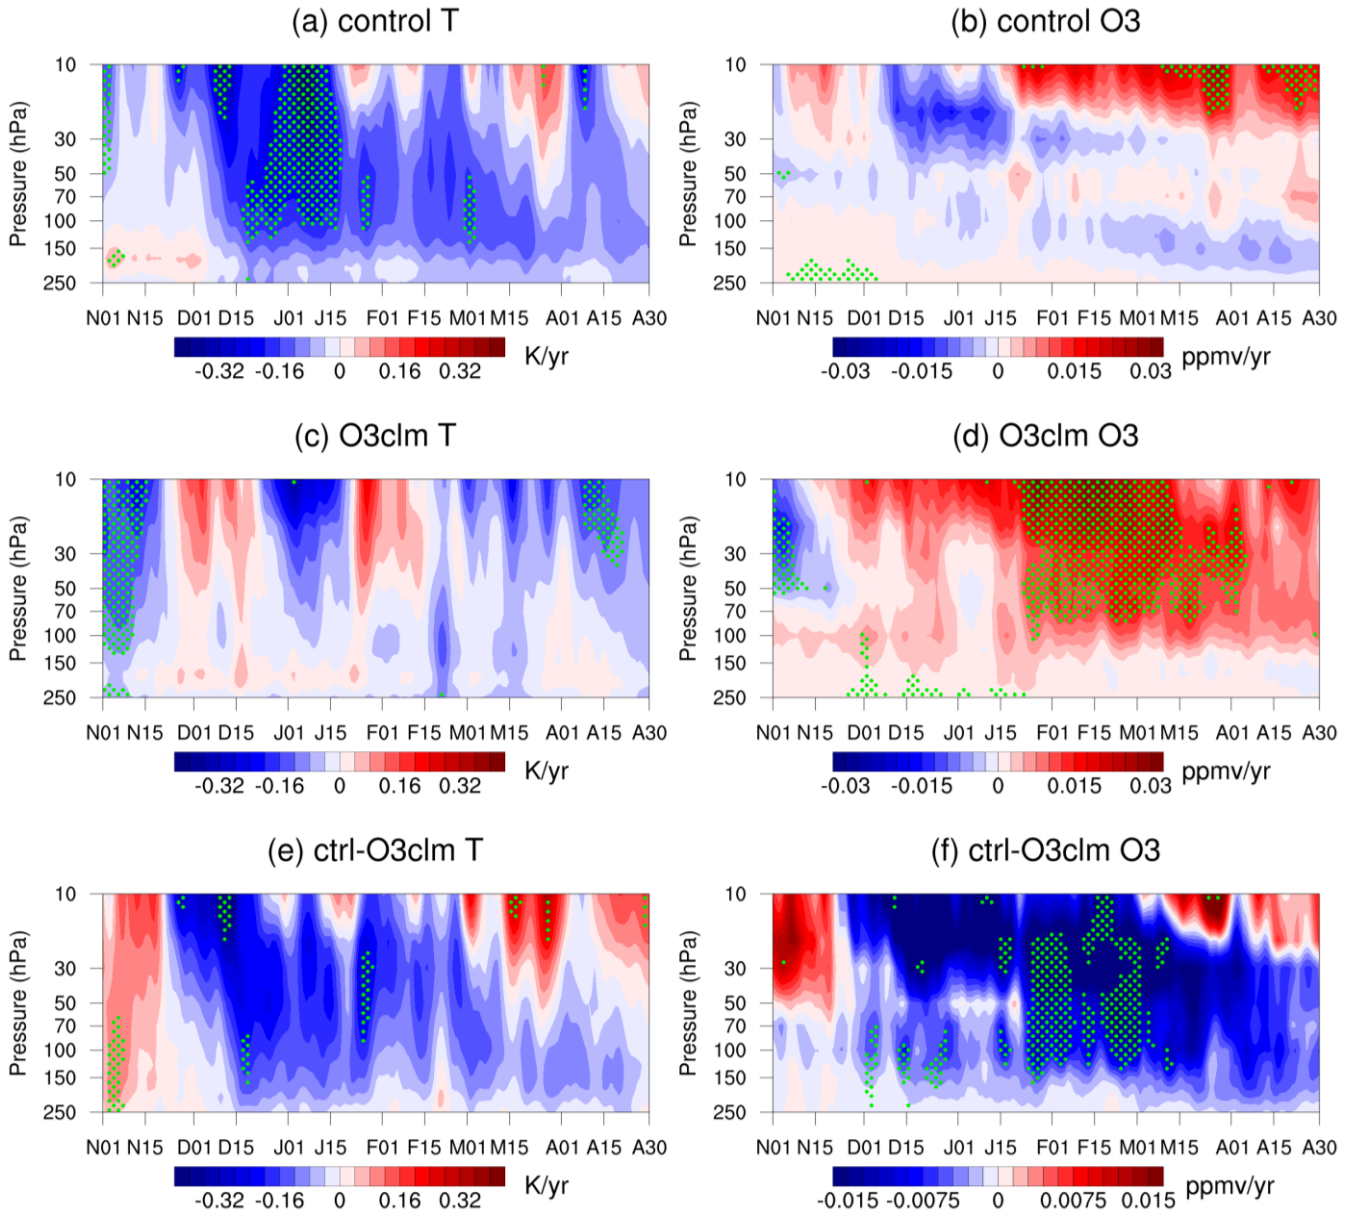 (a) control T
(b) control O3
10
30
50
70
100
150
250
Pressure (hPa)
N01 N15 D01 D15 J01 J15 F01 F15 M01 M15 A01 A15 A30
-0.32 -0.16 0 0.16 0.32 K/yr
10
30
50
70
100
150
250
Pressure (hPa)
N01 N15 D01 D15 J01 J15 F01 F15 M01 M15 A01 A15 A30
-0.03 -0.015 0 0.015 0.03 ppmv/yr
(c) O3clm T
(d) O3clm O3
10
30
50
70
100
150
250
Pressure (hPa)
N01 N15 D01 D15 J01 J15 F01 F15 M01 M15 A01 A15 A30
-0.32 -0.16 0 0.16 0.32 K/yr
10
30
50
70
100
150
250
Pressure (hPa)
N01 N15 D01 D15 J01 J15 F01 F15 M01 M15 A01 A15 A30
-0.03 -0.015 0 0.015 0.03 ppmv/yr
(e) ctrl-O3clm T
(f) ctrl-O3clm O3
10
30
50
70
100
150
250
Pressure (hPa)
N01 N15 D01 D15 J01 J15 F01 F15 M01 M15 A01 A15 A30
-0.32 -0.16 0 0.16 0.32 K/yr
10
30
50
70
100
150
250
Pressure (hPa)
N01 N15 D01 D15 J01 J15 F01 F15 M01 M15 A01 A15 A30
-0.015 -0.0075 0 0.0075 0.015 ppmv/yr